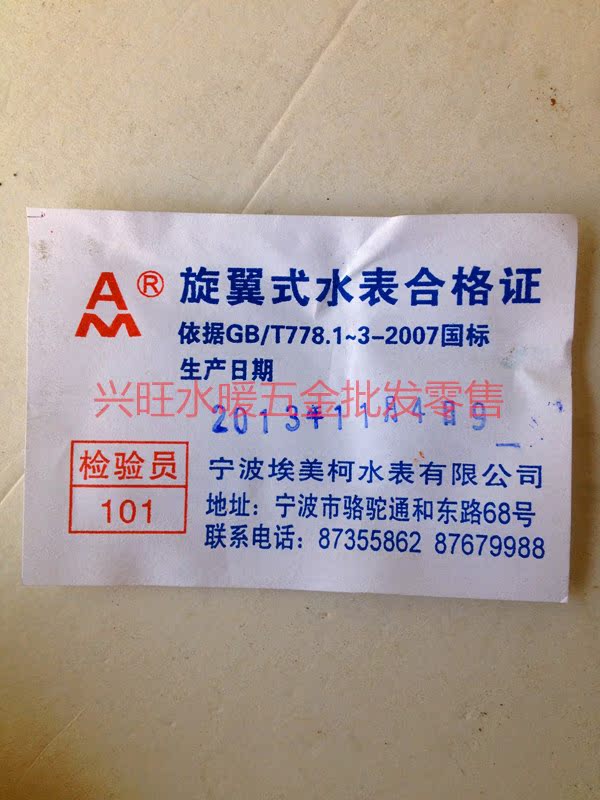 AM® 旋翼式水表合格证
依据GB/T778.1~3-2007国标
生产日期
兴旺水暖五金批发零售
2013年11月4日9
检验员
101
宁波埃美柯水表有限公司
地址：宁波市骆驼通和东路68号
联系电话：87355862 87679988